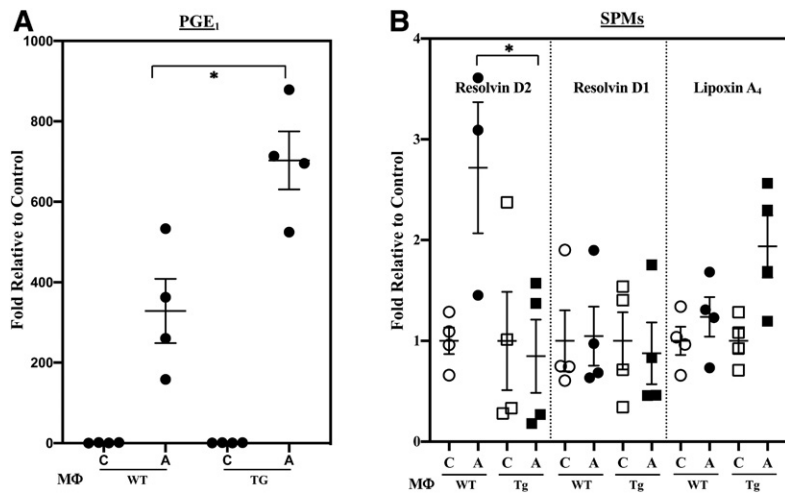 A
PGE₁
Fold Relative to Control
1000
800
600
400
200
0
C A C A
MΦ WT TG
*
B
SPMs
Fold Relative to Control
4
3
2
1
0
*
Resolvin D2 Resolvin D1 Lipoxin A₄
C A C A C A C A C A C A
MΦ WT Tg WT Tg WT Tg